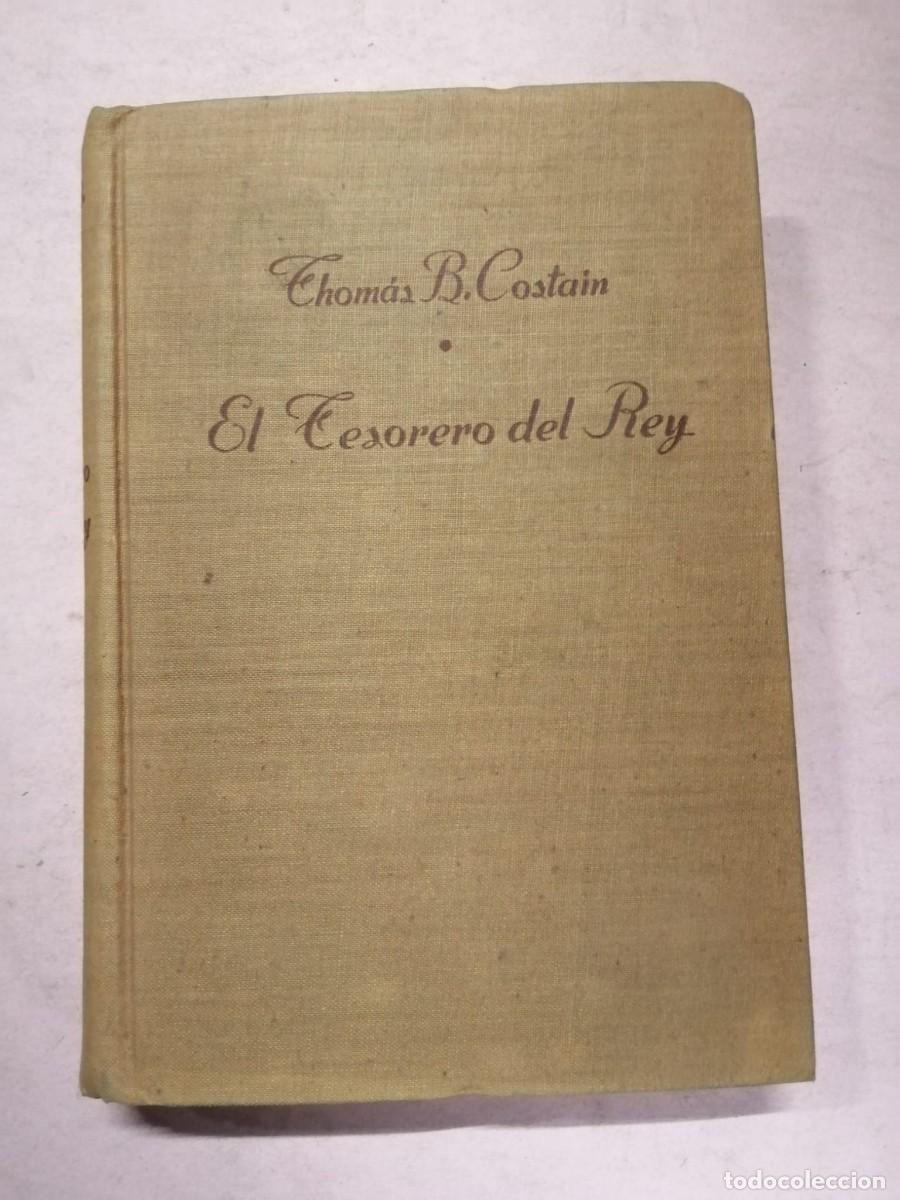 Thomás B. Costain
El Tesorero del Rey
todocoleccion